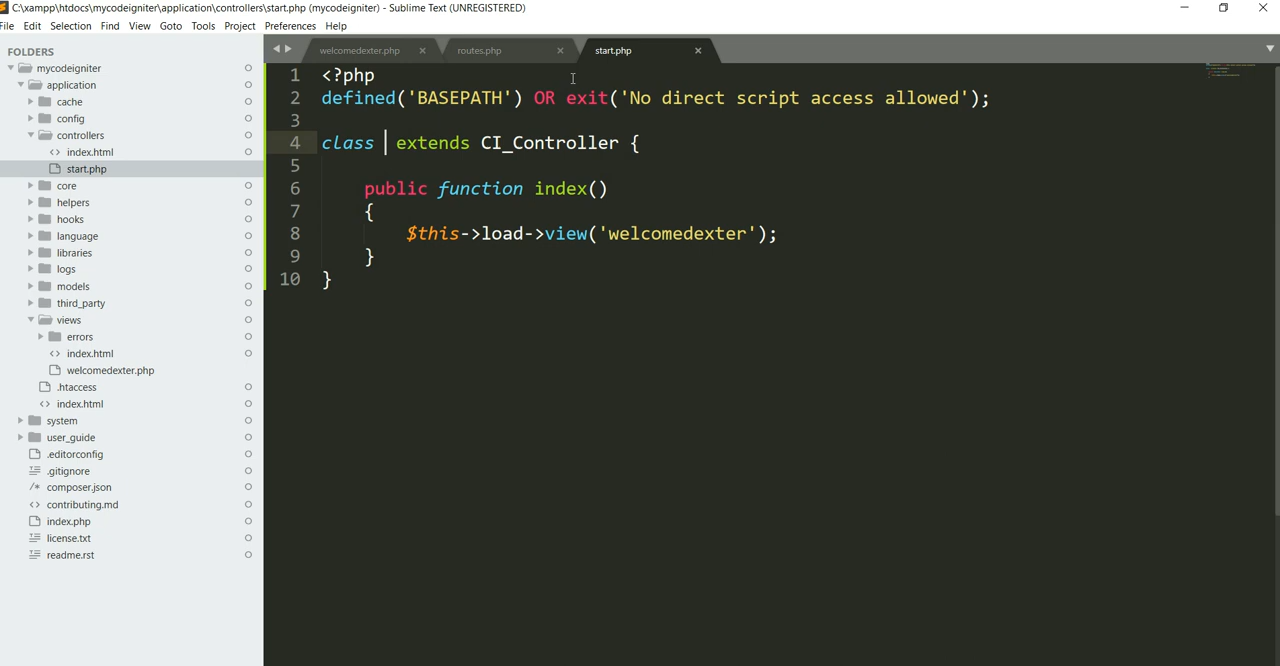 C:\xampp\htdocs\mycodeigniter\application\controllers\start.php (mycodeigniter) - Sublime Text (UNREGISTERED)
File Edit Selection Find View Goto Tools Project Preferences Help
FOLDERS
mycodeigniter
application
cache
config
controllers
<> index.html
start.php
core
helpers
hooks
language
libraries
logs
models
third_party
views
errors
<> index.html
welcomedexter.php
.htaccess
<> index.html
system
user_guide
.editorconfig
.gitignore
/* composer.json
<> contributing.md
index.php
license.txt
readme.rst
welcomedexter.php routes.php start.php
1 <?php
2 defined('BASEPATH') OR exit('No direct script access allowed');
3
4 class  extends CI_Controller {
5
6 public function index()
7 {
8 $this->load->view('welcomedexter');
9 }
10 }